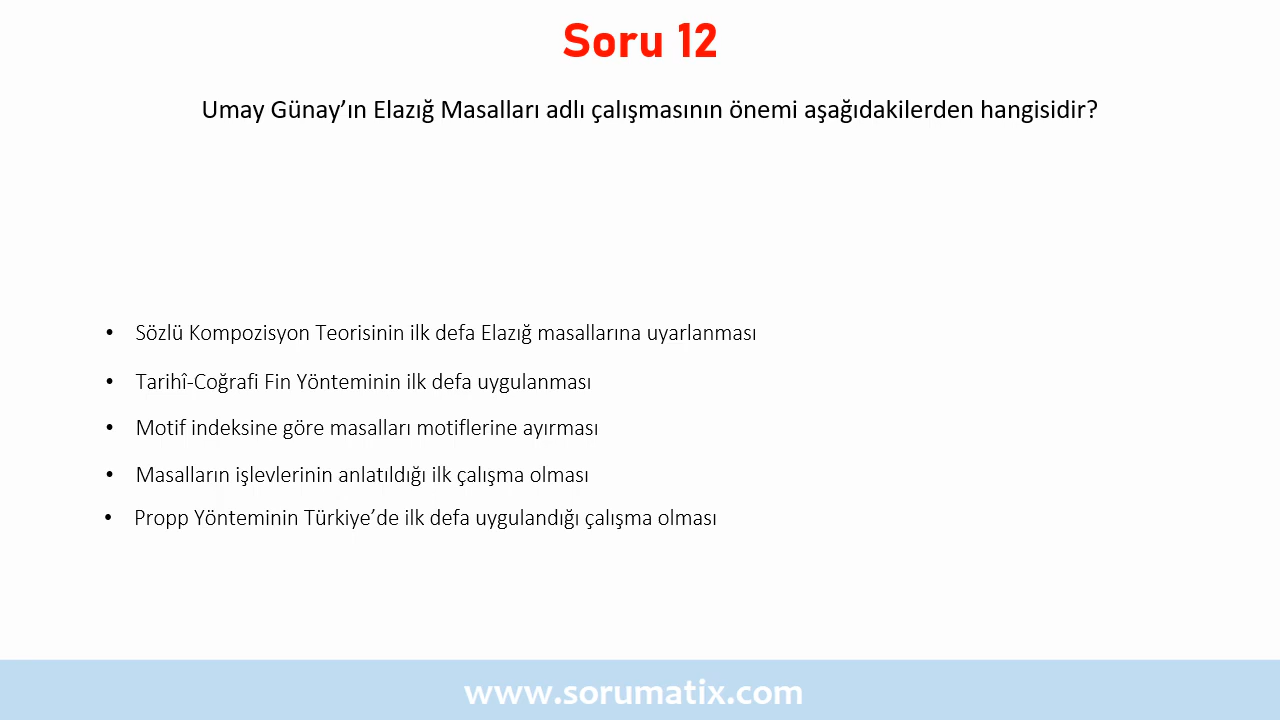 Soru 12
Umay Günay’ın Elazığ Masalları adlı çalışmasının önemi aşağıdakilerden hangisidir?
• Sözlü Kompozisyon Teorisinin ilk defa Elazığ masallarına uyarlanması
• Tarihî-Coğrafi Fin Yönteminin ilk defa uygulanması
• Motif indeksine göre masalları motiflerine ayırması
• Masalların işlevlerinin anlatıldığı ilk çalışma olması
• Propp Yönteminin Türkiye’de ilk defa uygulandığı çalışma olması
www.sorumatix.com